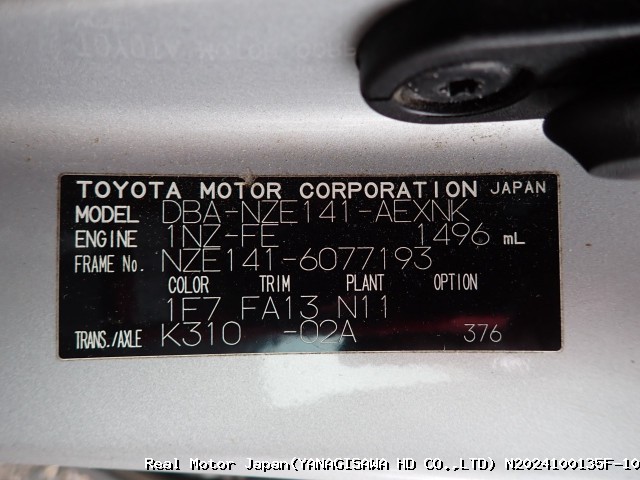 TOYOTA MOTOR CORPORATION JAPAN
MODEL DBA-NZE141-AEXNK
ENGINE 1NZ-FE 1496 mL
FRAME No. NZE141-6077193
COLOR TRIM PLANT OPTION
1E7 FA13 N11
TRANS./AXLE K310 -02A 376
Real Motor Japan(YANAGISAWA HD CO.,LTD) N2024100135F-10